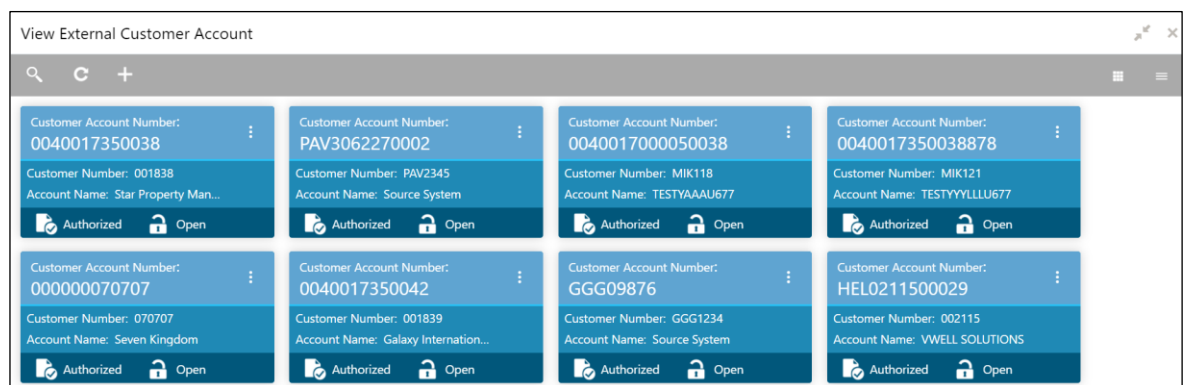 View External Customer Account
Customer Account Number: Customer Account Number: Customer Account Number: Customer Account Number:
0040017350038 PAV3062270002 0040017000050038 0040017350038878
Customer Number: 001838 Customer Number: PAV2345 Customer Number: MIK118 Customer Number: MIK121
Account Name: Star Property Man... Account Name: Source System Account Name: TESTYAAAU677 Account Name: TESTYYYLLLU677
Authorized Open Authorized Open Authorized Open Authorized Open
Customer Account Number: Customer Account Number: Customer Account Number: Customer Account Number:
000000070707 0040017350042 GGG09876 HEL0211500029
Customer Number: 070707 Customer Number: 001839 Customer Number: GGG1234 Customer Number: 002115
Account Name: Seven Kingdom Account Name: Galaxy Internation... Account Name: Source System Account Name: VWELL SOLUTIONS
Authorized Open Authorized Open Authorized Open Authorized Open